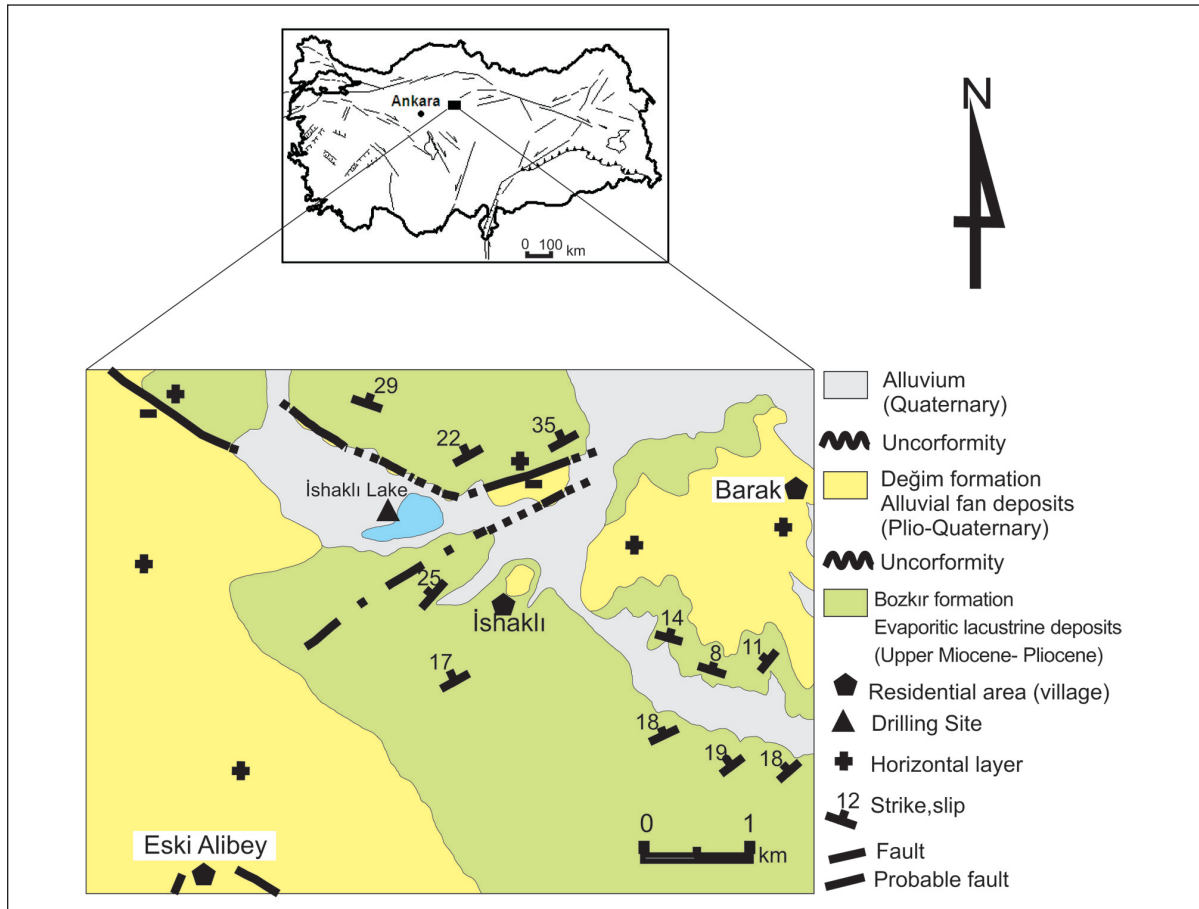 Ankara
0 100
km
N
29
22
35
İshaklı Lake
Barak
25
İshaklı
14
8
11
17
18
19
18
0 1
km
Eski Alibey
Alluvium
(Quaternary)
Uncorformity
Değim formation
Alluvial fan deposits
(Plio-Quaternary)
Uncorformity
Bozkır formation
Evaporitic lacustrine deposits
(Upper Miocene- Pliocene)
Residential area (village)
Drilling Site
Horizontal layer
12 Strike,slip
Fault
Probable fault